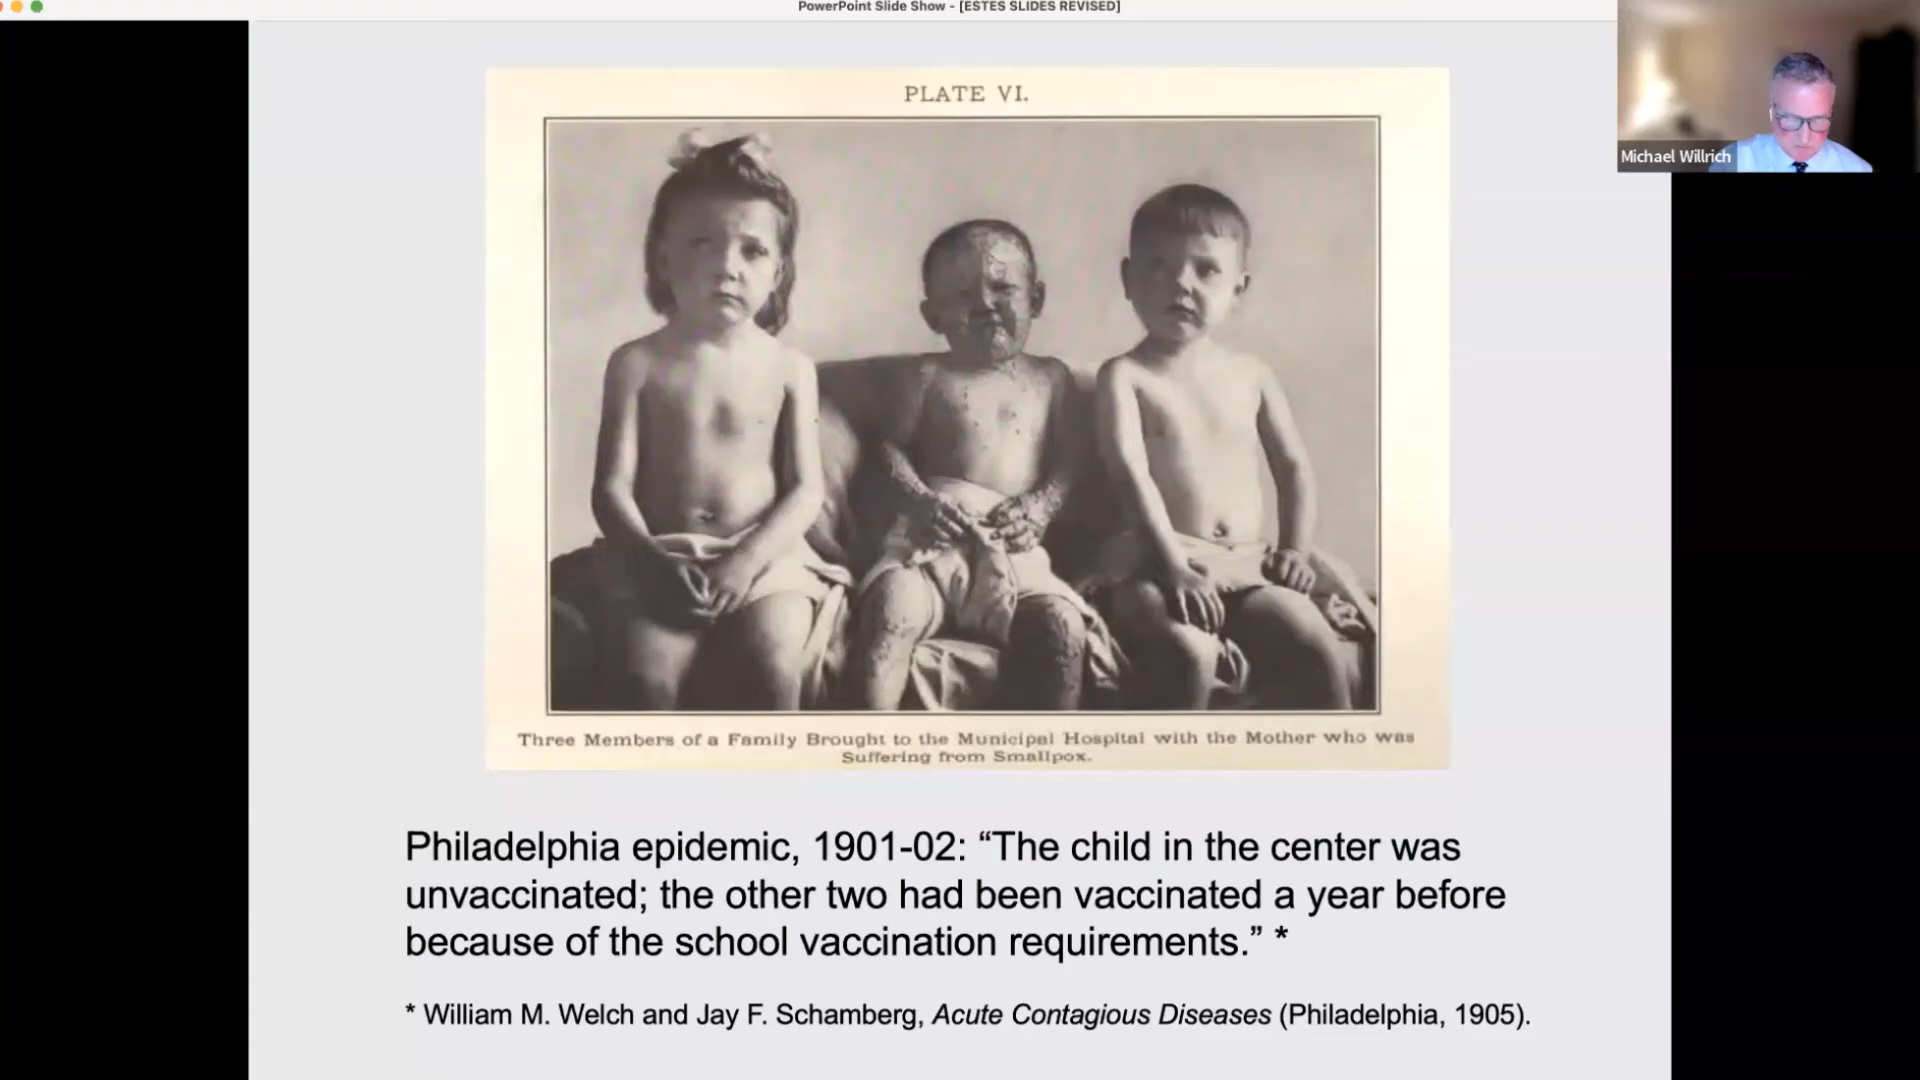 PowerPoint Slide Show - [ESTES SLIDES REVISED]
Michael Willrich
PLATE VI.
Three Members of a Family Brought to the Municipal Hospital with the Mother who was
Suffering from Smallpox.
Philadelphia epidemic, 1901-02: “The child in the center was
unvaccinated; the other two had been vaccinated a year before
because of the school vaccination requirements.” *
* William M. Welch and Jay F. Schamberg, Acute Contagious Diseases (Philadelphia, 1905).